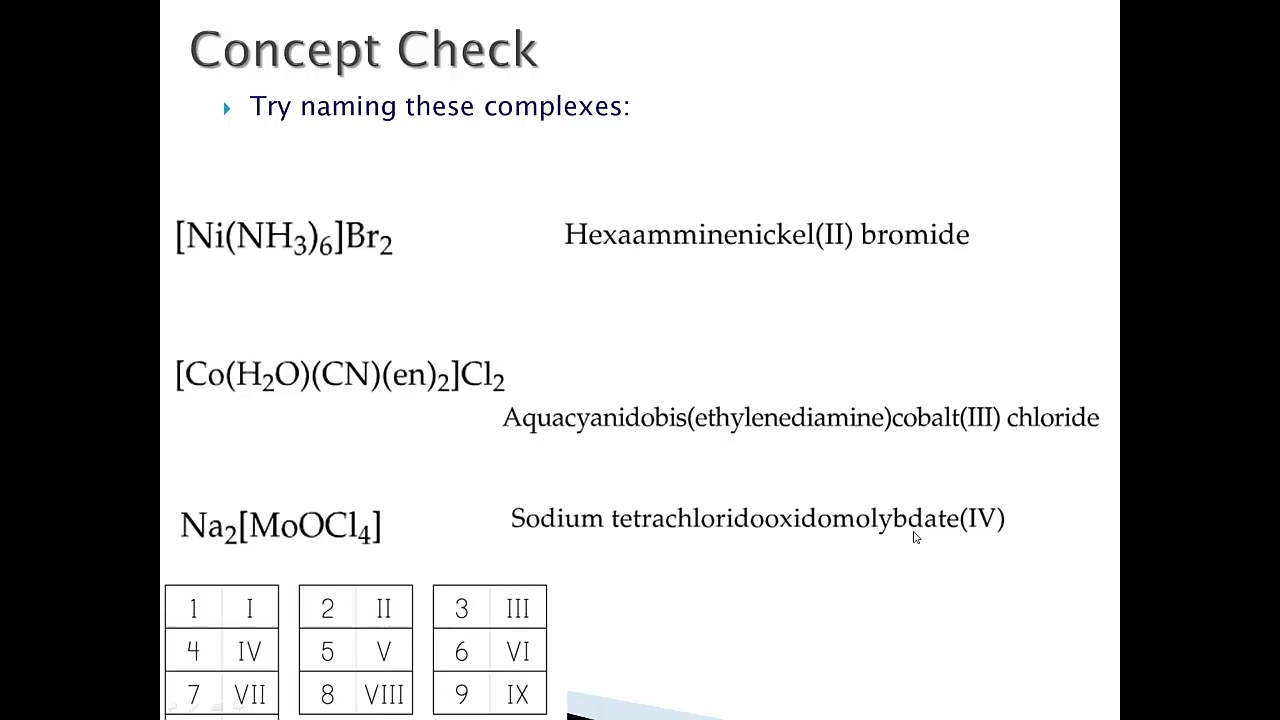 Concept Check
Try naming these complexes:
[Ni(NH₃)₆]Br₂ Hexaamminenickel(II) bromide
[Co(H₂O)(CN)(en)₂]Cl₂
Aquacyanidobis(ethylenediamine)cobalt(III) chloride
Na₂[MoOCl₄] Sodium tetrachloridooxidomolybdate(IV)
1 I 2 II 3 III
4 IV 5 V 6 VI
7 VII 8 VIII 9 IX